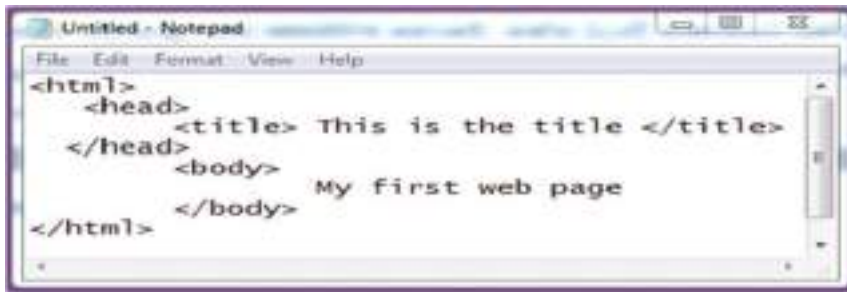 Untitled - Notepad
File Edit Format View Help
<html>
<head>
<title> This is the title </title>
</head>
<body>
My first web page
</body>
</html>